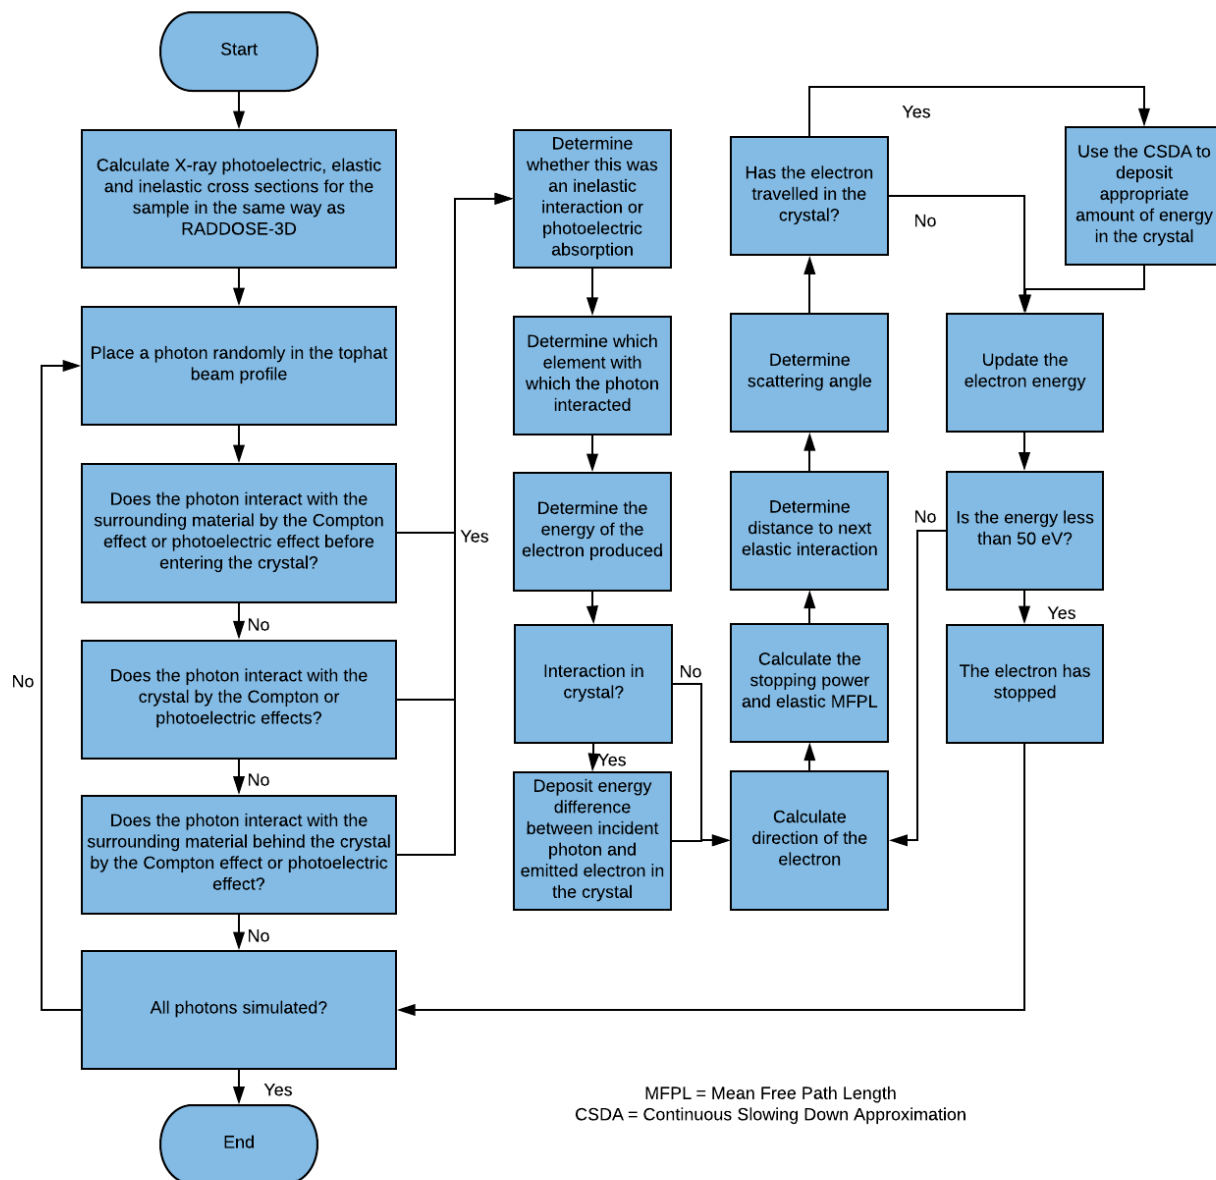 Start
Calculate X-ray photoelectric, elastic
and inelastic cross sections for the
sample in the same way as
RADDOSE-3D
Place a photon randomly in the tophat
beam profile
Does the photon interact with the
surrounding material by the Compton
effect or photoelectric effect before
entering the crystal?
Yes
No
Does the photon interact with the
crystal by the Compton or
photoelectric effects?
No
No
Does the photon interact with the
surrounding material behind the crystal
by the Compton effect or photoelectric
effect?
No
All photons simulated?
Yes
End
Determine
whether this was
an inelastic
interaction or
photoelectric
absorption
Determine which
element with
which the photon
interacted
Determine the
energy of the
electron produced
Interaction in
crystal?
No
Yes
Deposit energy
difference
between incident
photon and
emitted electron in
the crystal
Calculate
direction of the
electron
Calculate the
stopping power
and elastic MFPL
Determine
distance to next
elastic interaction
Determine
scattering angle
Has the electron
travelled in the
crystal?
Yes
No
Use the CSDA to
deposit
appropriate
amount of energy
in the crystal
Update the
electron energy
Is the energy less
than 50 eV?
No
Yes
The electron has
stopped
MFPL = Mean Free Path Length
CSDA = Continuous Slowing Down Approximation